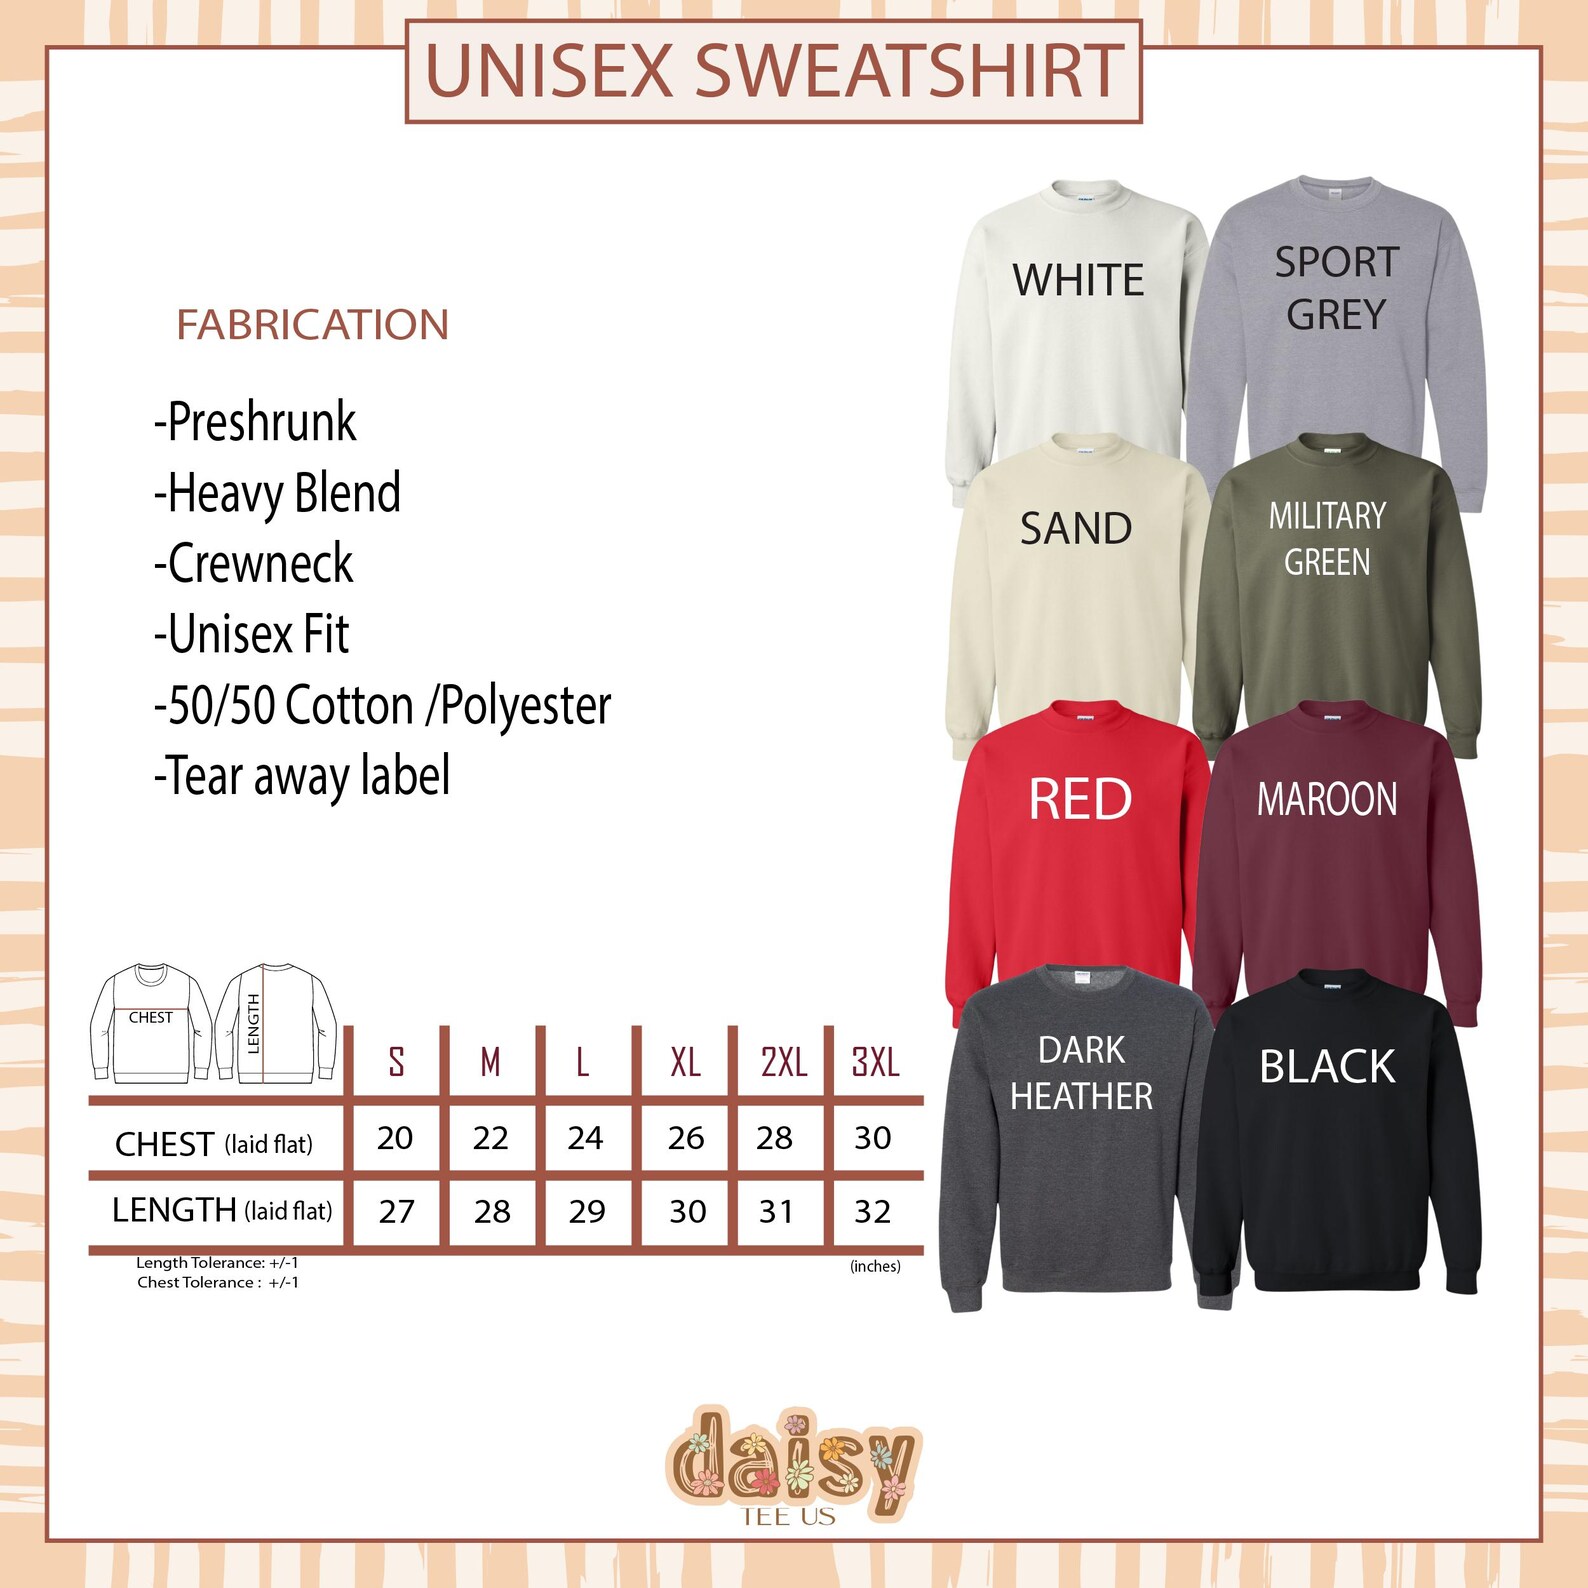 UNISEX SWEATSHIRT
FABRICATION
-Preshrunk
-Heavy Blend
-Crewneck
-Unisex Fit
-50/50 Cotton /Polyester
-Tear away label
WHITE
SPORT
GREY
SAND
MILITARY
GREEN
RED
MAROON
DARK
HEATHER
BLACK
CHEST
LENGTH
S M L XL 2XL 3XL
CHEST (laid flat) 20 22 24 26 28 30
LENGTH (laid flat) 27 28 29 30 31 32
Length Tolerance: +/-1
Chest Tolerance : +/-1
(inches)
daisy
TEE US